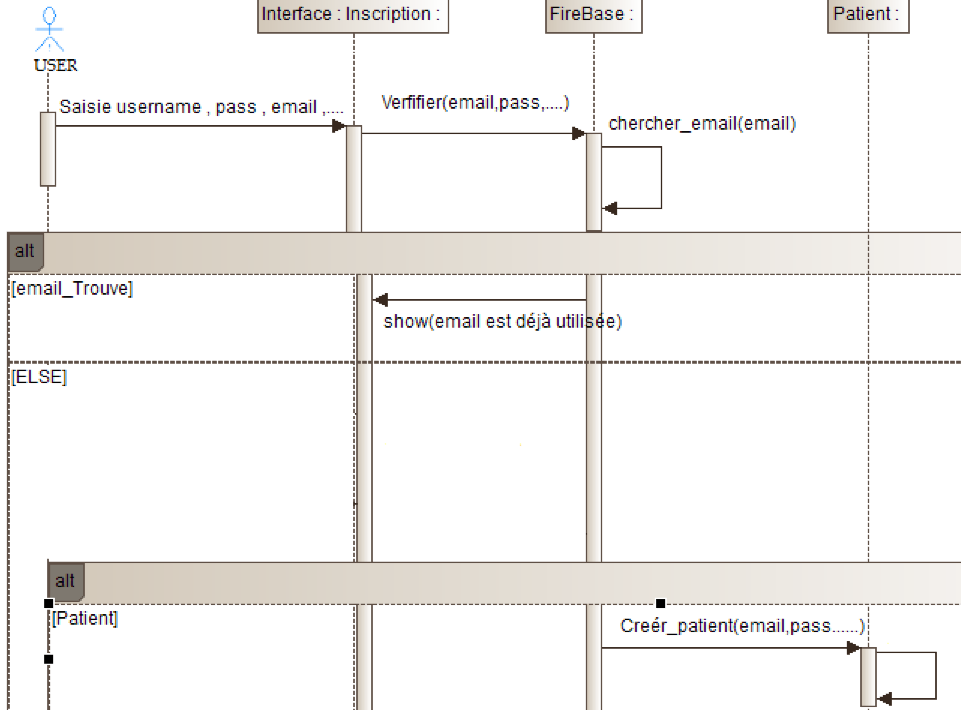 Interface : Inscription :
FireBase :
Patient :
USER
Saisie username , pass , email ,...
Verfifier(email,pass,....)
chercher_email(email)
alt
[email_Trouve]
show(email est déjà utilisée)
[ELSE]
alt
[Patient]
Creér_patient(email,pass......)